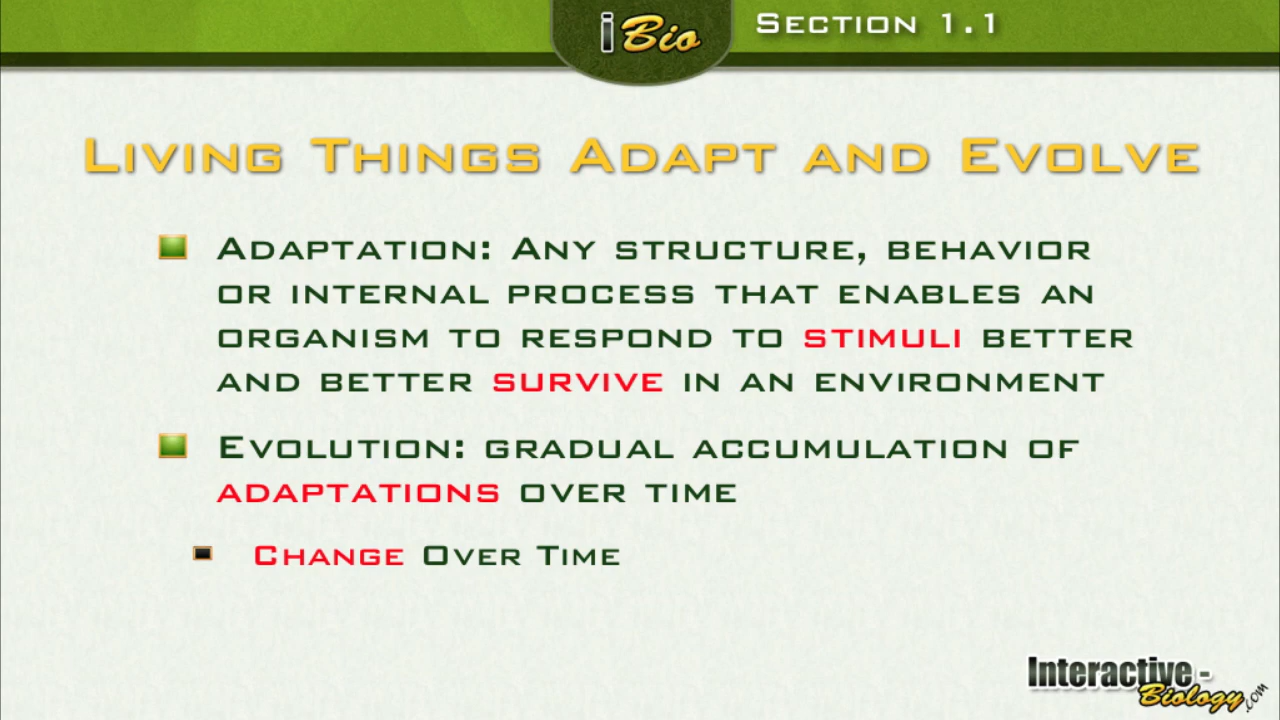 i Bio
Section 1.1
Living Things Adapt and Evolve
Adaptation: Any structure, behavior
or internal process that enables an
organism to respond to stimuli better
and better survive in an environment
Evolution: gradual accumulation of
adaptations over time
Change Over Time
Interactive-
Biology.com